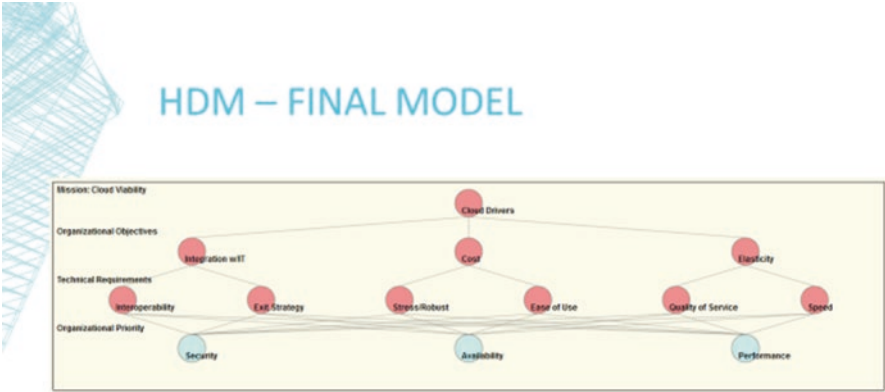 HDM – FINAL MODEL
Mission: Cloud Viability
Cloud Drivers
Organizational Objectives
Integration w/IT Cost Elasticity
Technical Requirements
Interoperability Exit Strategy Stress/Robust Ease of Use Quality of Service Speed
Organizational Priority
Security Availability Performance